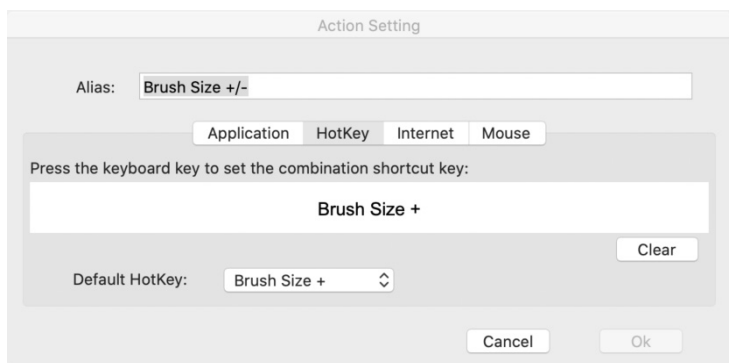 Action Setting
Alias: Brush Size +/-
Application HotKey Internet Mouse
Press the keyboard key to set the combination shortcut key:
Brush Size +
Clear
Default HotKey: Brush Size +
Cancel Ok